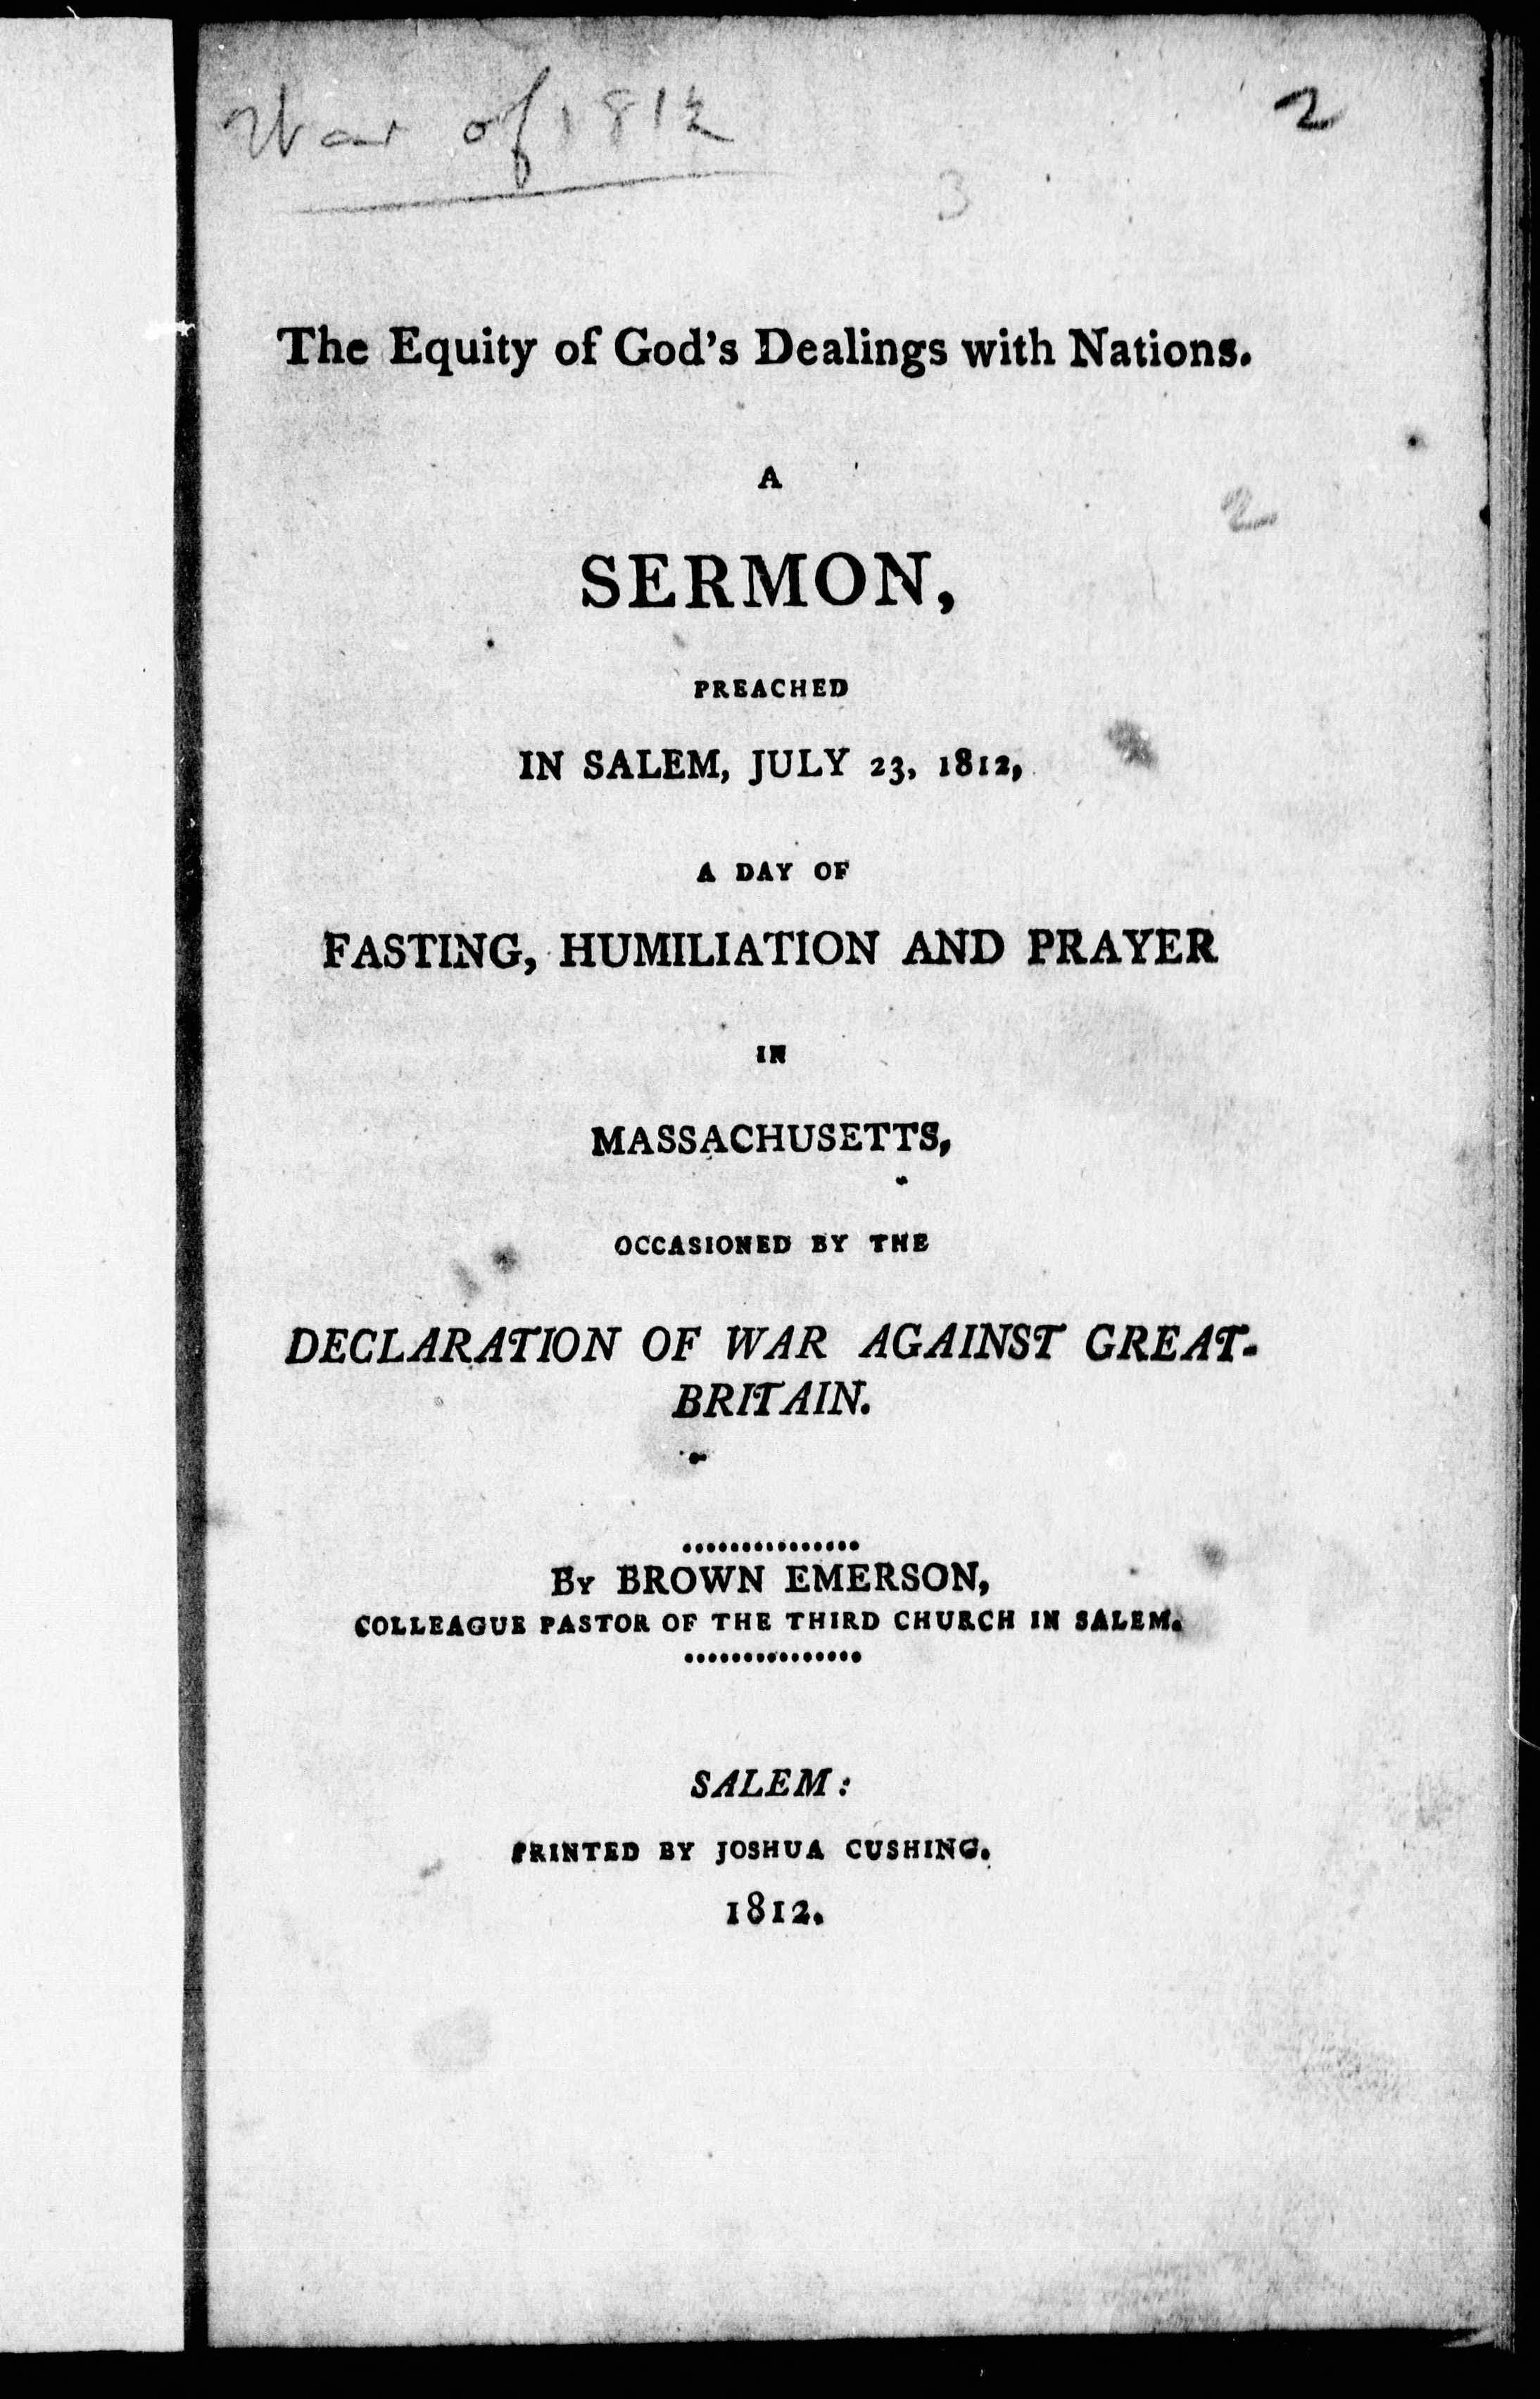 War of 1812
2
3
The Equity of God's Dealings with Nations.
A
2
SERMON,
PREACHED
IN SALEM, JULY 23, 1812,
A DAY OF
FASTING, HUMILIATION AND PRAYER
IN
MASSACHUSETTS,
OCCASIONED BY THE
DECLARATION OF WAR AGAINST GREAT-
BRITAIN.
By BROWN EMERSON,
COLLEAGUE PASTOR OF THE THIRD CHURCH IN SALEM.
SALEM:
PRINTED BY JOSHUA CUSHING.
1812.